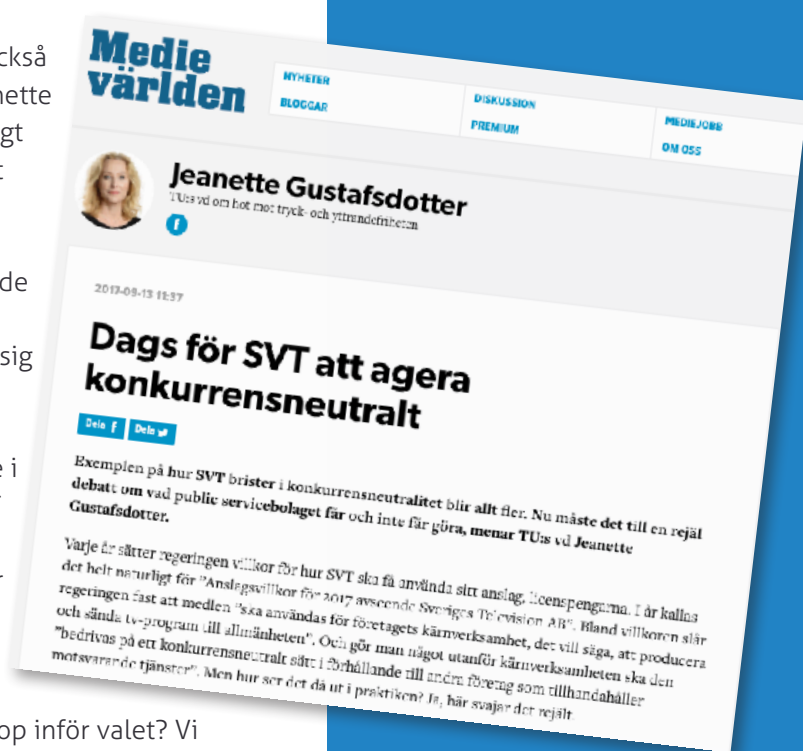 ckså
nette
gt
t
de
sig
e i
r
op inför valet? Vi
Medie
världen
NYHETER
BLOGGAR
DISKUSSION
PREMIUM
MEDIEJOBB
OM OSS
Jeanette Gustafsdotter
TU:s vd om hot mot tryck- och yttrandefriheten
2017-09-13 11:37
Dags för SVT att agera
konkurrensneutralt
Dela f Dela
Exemplen på hur SVT brister i konkurrensneutralitet blir allt fler. Nu måste det till en rejäl
debatt om vad public servicebolaget får och inte får göra, menar TU:s vd Jeanette
Gustafsdotter.
Varje år sätter regeringen villkor för hur SVT ska få använda sitt anslag, licenspengarna. I år kallas
det helt naturligt för ”Anslagsvillkor för 2017 avseende Sveriges Television AB”. Bland villkoren slår
regeringen fast att medlen ”ska användas för företagets kärnverksamhet, det vill säga, att producera
och sända tv-program till allmänheten”. Och gör man något utanför kärnverksamheten ska den
”bedrivas på ett konkurrensneutralt sätt i förhållande till andra företag som tillhandahåller
motsvarande tjänster”. Men hur ser det då ut i praktiken? Ja, här svajar det rejält.